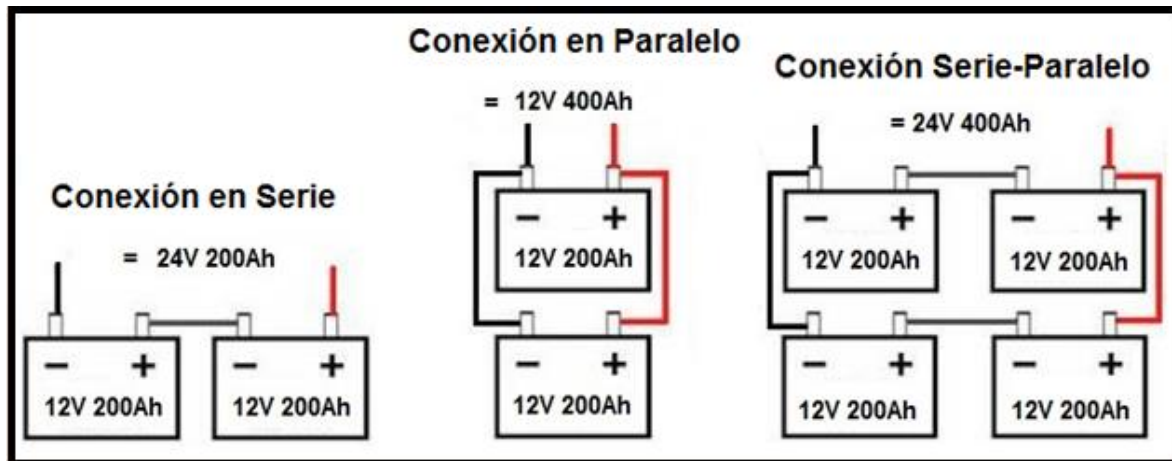 Conexión en Serie
= 24V 200Ah
− + − +
12V 200Ah 12V 200Ah
Conexión en Paralelo
= 12V 400Ah
− +
12V 200Ah
− +
12V 200Ah
Conexión Serie-Paralelo
= 24V 400Ah
− + − +
12V 200Ah 12V 200Ah
− + − +
12V 200Ah 12V 200Ah